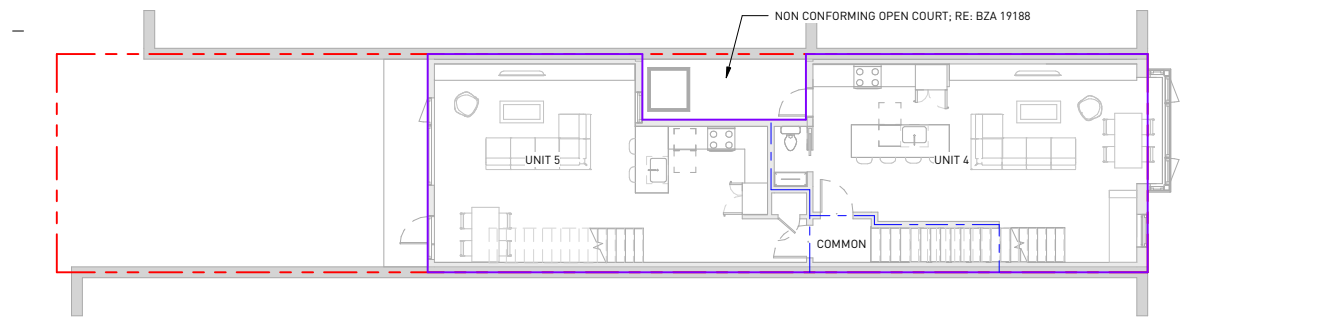 NON CONFORMING OPEN COURT; RE: BZA 19188
UNIT 5
UNIT 4
COMMON